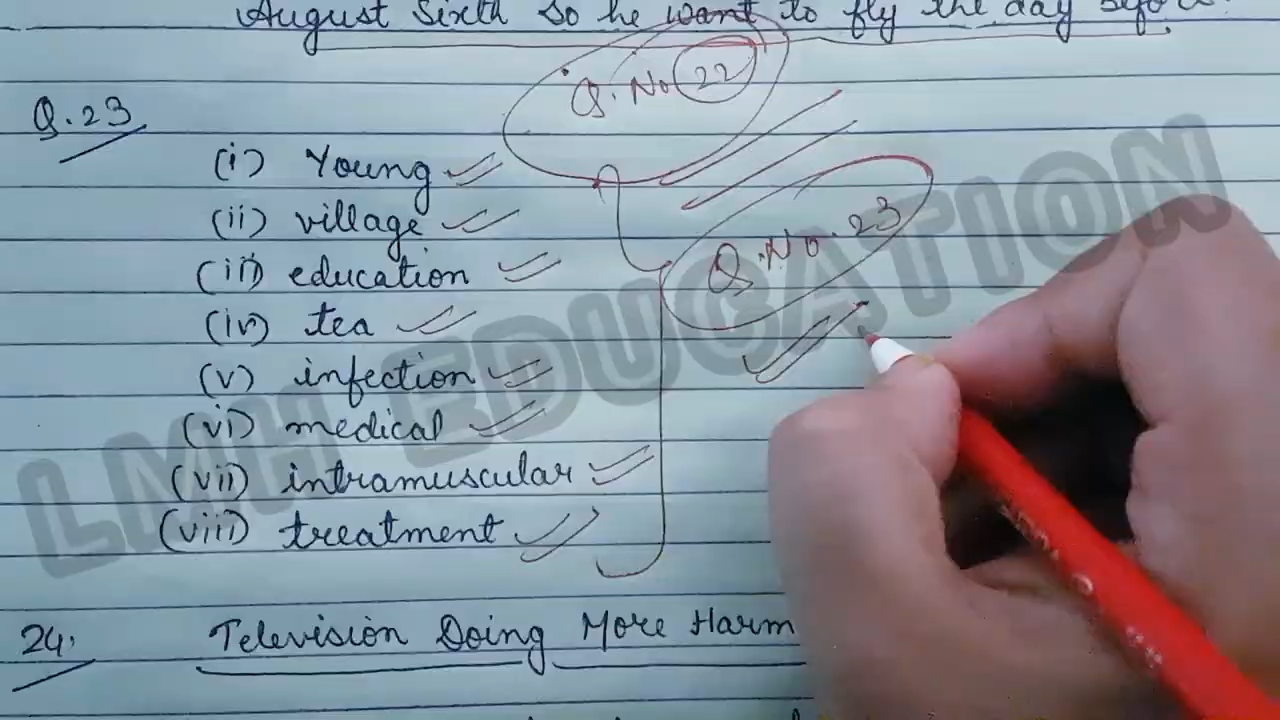 August Sixth so he want to fly the day before.
Q. No 22
Q. 23
(i) Young
(ii) village
Q. No. 23
(iii) education
(iv) tea
(v) infection
(vi) medical
(vii) intramuscular
(viii) treatment
24. Television Doing More Harm
LMH EDUCATION